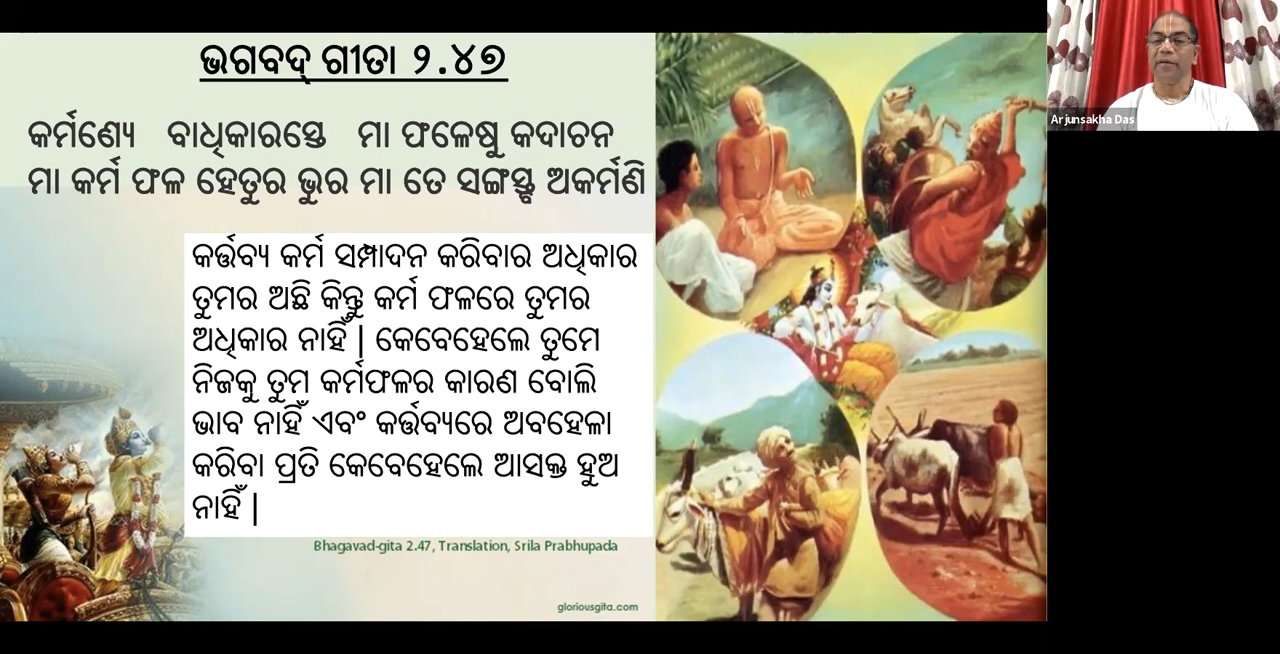 ଭଗବଦ୍ ଗୀତା ୨.୪୭
କର୍ମଣ୍ୟେ ବାଧିକାରସ୍ତେ ମା ଫଳେଷୁ କଦାଚନ
ମା କର୍ମ ଫଳ ହେତୁର ଭୁର ମା ତେ ସଙ୍ଗସ୍ତ୍ବ ଅକର୍ମଣି
କର୍ତ୍ତବ୍ୟ କର୍ମ ସମ୍ପାଦନ କରିବାର ଅଧିକାର
ତୁମର ଅଛି କିନ୍ତୁ କର୍ମ ଫଳରେ ତୁମର
ଅଧିକାର ନାହିଁ | କେବେହେଲେ ତୁମେ
ନିଜକୁ ତୁମ କର୍ମଫଳର କାରଣ ବୋଲି
ଭାବ ନାହିଁ ଏବଂ କର୍ତ୍ତବ୍ୟରେ ଅବହେଳା
କରିବା ପ୍ରତି କେବେହେଲେ ଆସକ୍ତ ହୁଅ
ନାହିଁ |
Bhagavad-gita 2.47, Translation, Srila Prabhupada
gloriousgita.com
Arjunsakha Das